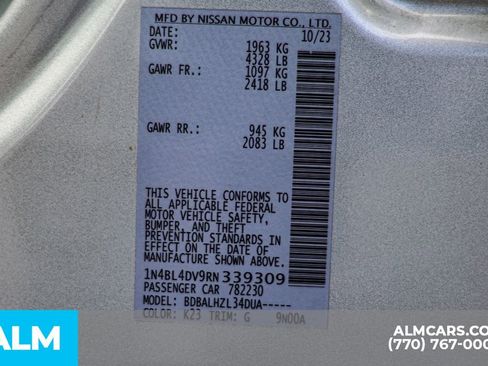 MFD BY NISSAN MOTOR CO., LTD.
DATE: 10/23
GVWR: 1963 KG
4328 LB
GAWR FR.: 1097 KG
2418 LB
GAWR RR.: 945 KG
2083 LB
THIS VEHICLE CONFORMS TO
ALL APPLICABLE FEDERAL
MOTOR VEHICLE SAFETY,
BUMPER, AND THEFT
PREVENTION STANDARDS IN
EFFECT ON THE DATE OF
MANUFACTURE SHOWN ABOVE.
1N4BL4DV9RN339309
PASSENGER CAR 782230
MODEL: BDBALHZL34DUA-----
COLOR: K23 TRIM: G 9N00A
ALM
ALMCARS.COM
(770) 767-000